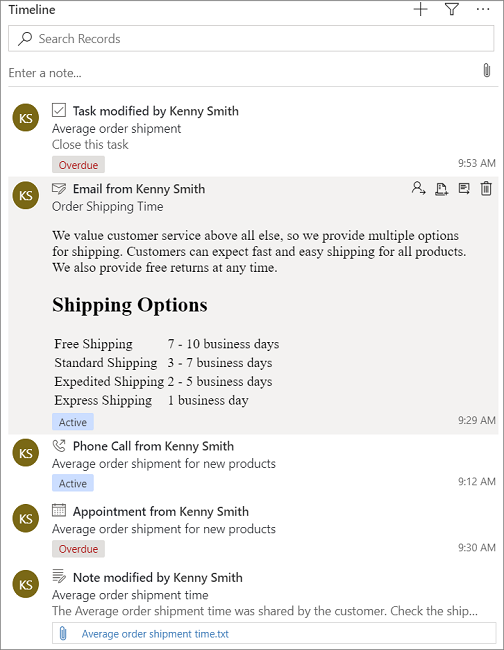 Timeline
Search Records
Enter a note...
KS
Task modified by Kenny Smith
Average order shipment
Close this task
Overdue
9:53 AM
KS
Email from Kenny Smith
Order Shipping Time
We value customer service above all else, so we provide multiple options
for shipping. Customers can expect fast and easy shipping for all products.
We also provide free returns at any time.
Shipping Options
Free Shipping 7 - 10 business days
Standard Shipping 3 - 7 business days
Expedited Shipping 2 - 5 business days
Express Shipping 1 business day
Active
9:29 AM
KS
Phone Call from Kenny Smith
Average order shipment for new products
Active
9:12 AM
KS
Appointment from Kenny Smith
Average order shipment for new products
Overdue
9:30 AM
KS
Note modified by Kenny Smith
Average order shipment time
The Average order shipment time was shared by the customer. Check the ship...
Average order shipment time.txt